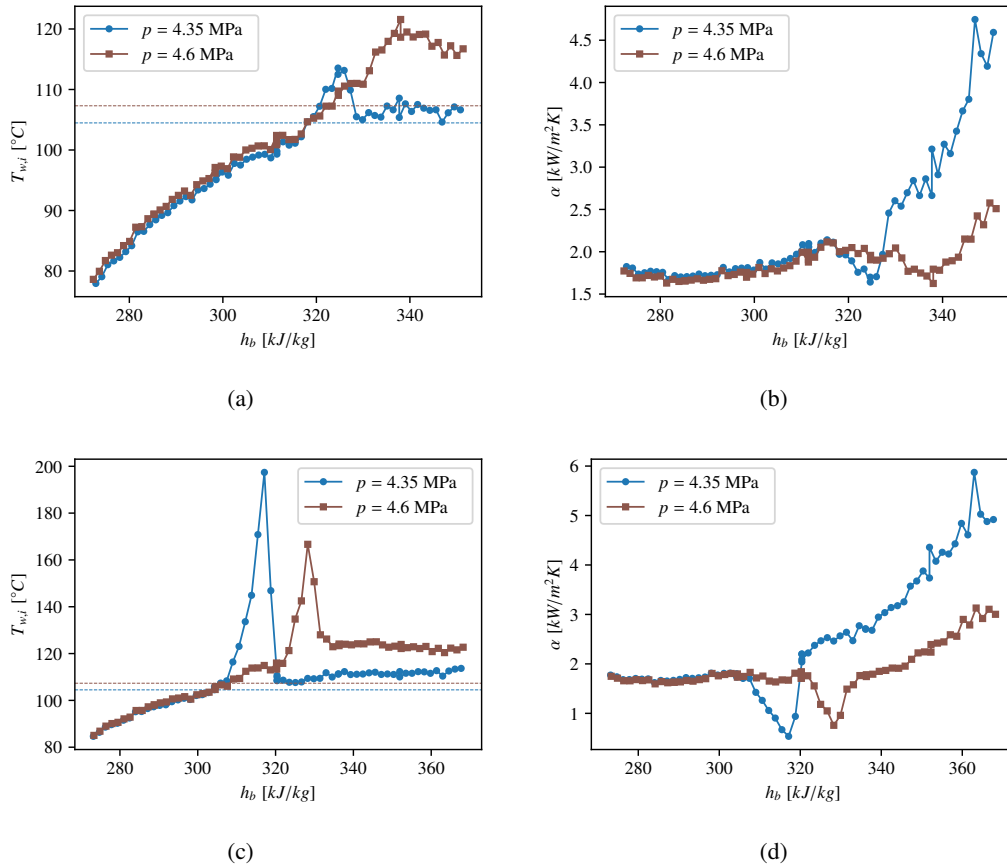 120
110
100
90
80
T_{w,i} [°C]
p = 4.35 MPa
p = 4.6 MPa
280 300 320 340
h_b [kJ/kg]
(a)
4.5
4.0
3.5
3.0
2.5
2.0
1.5
α [kW/m²K]
p = 4.35 MPa
p = 4.6 MPa
280 300 320 340
h_b [kJ/kg]
(b)
200
180
160
140
120
100
80
T_{w,i} [°C]
p = 4.35 MPa
p = 4.6 MPa
280 300 320 340 360
h_b [kJ/kg]
(c)
6
5
4
3
2
1
α [kW/m²K]
p = 4.35 MPa
p = 4.6 MPa
280 300 320 340 360
h_b [kJ/kg]
(d)